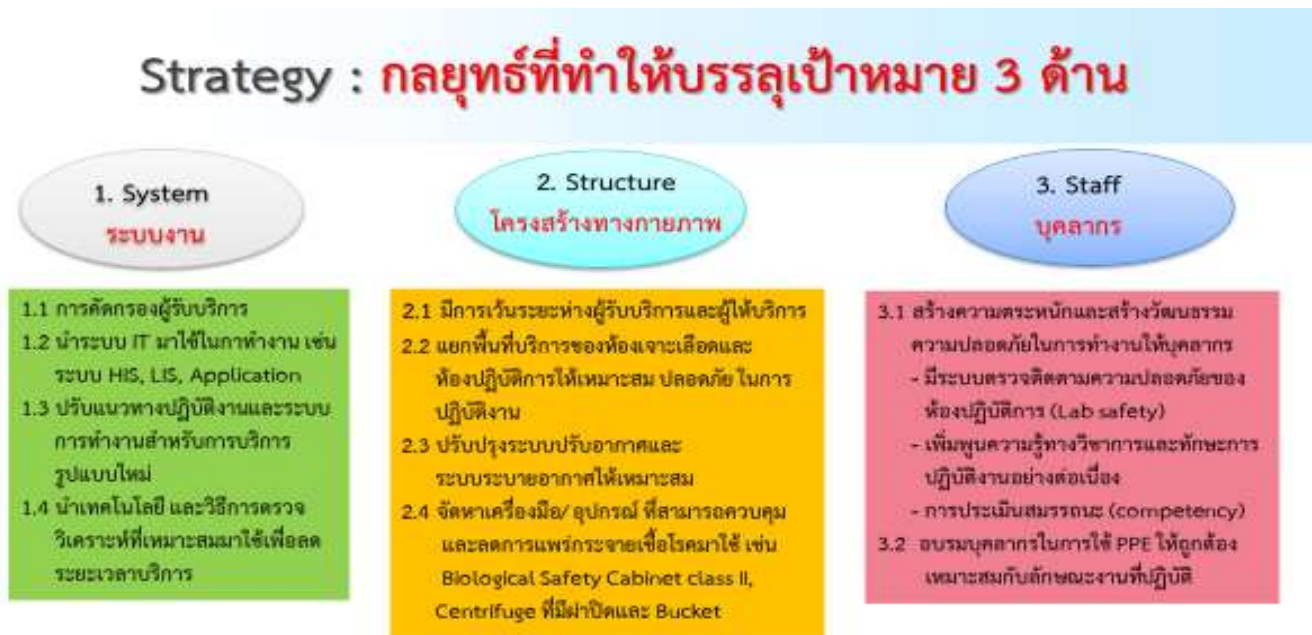 Strategy : กลยุทธ์ที่ทำให้บรรลุเป้าหมาย 3 ด้าน
1. System
ระบบงาน
1.1 การคัดกรองผู้รับบริการ
1.2 นำระบบ IT มาใช้ในกาทำงาน เช่น
ระบบ HIS, LIS, Application
1.3 ปรับแนวทางปฏิบัติงานและระบบ
การทำงานสำหรับการบริการ
รูปแบบใหม่
1.4 นำเทคโนโลยี และวิธีการตรวจ
วิเคราะห์ที่เหมาะสมมาใช้เพื่อลด
ระยะเวลาบริการ
2. Structure
โครงสร้างทางกายภาพ
2.1 มีการเว้นระยะห่างผู้รับบริการและผู้ให้บริการ
2.2 แยกพื้นที่บริการของห้องเจาะเลือดและ
ห้องปฏิบัติการให้เหมาะสม ปลอดภัย ในการ
ปฏิบัติงาน
2.3 ปรับปรุงระบบปรับอากาศและ
ระบบระบายอากาศให้เหมาะสม
2.4 จัดหาเครื่องมือ/ อุปกรณ์ ที่สามารถควบคุม
และลดการแพร่กระจายเชื้อโรคมาใช้ เช่น
Biological Safety Cabinet class II,
Centrifuge ที่มีฝาปิดและ Bucket
3. Staff
บุคลากร
3.1 สร้างความตระหนักและสร้างวัฒนธรรม
ความปลอดภัยในการทำงานให้บุคลากร
- มีระบบตรวจติดตามความปลอดภัยของ
ห้องปฏิบัติการ (Lab safety)
- เพิ่มพูนความรู้ทางวิชาการและทักษะการ
ปฏิบัติงานอย่างต่อเนื่อง
- การประเมินสมรรถนะ (competency)
3.2 อบรมบุคลากรในการใช้ PPE ให้ถูกต้อง
เหมาะสมกับลักษณะงานที่ปฏิบัติ